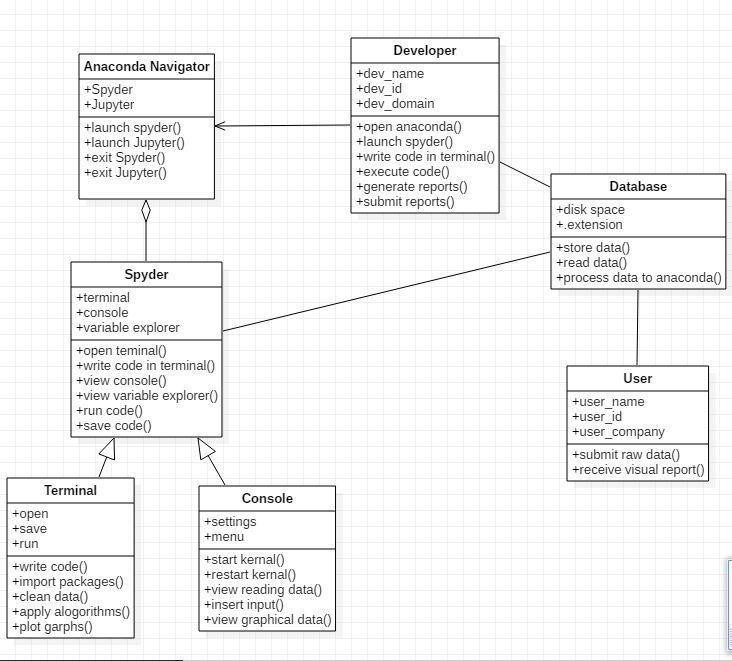 Anaconda Navigator
+Spyder
+Jupyter
+launch spyder()
+launch Jupyter()
+exit Spyder()
+exit Jupyter()
Developer
+dev_name
+dev_id
+dev_domain
+open anaconda()
+launch spyder()
+write code in terminal()
+execute code()
+generate reports()
+submit reports()
Database
+disk space
+.extension
+store data()
+read data()
+process data to anaconda()
Spyder
+terminal
+console
+variable explorer
+open teminal()
+write code in terminal()
+view console()
+view variable explorer()
+run code()
+save code()
User
+user_name
+user_id
+user_company
+submit raw data()
+receive visual report()
Terminal
+open
+save
+run
+write code()
+import packages()
+clean data()
+apply alogorithms()
+plot garphs()
Console
+settings
+menu
+start kernal()
+restart kernal()
+view reading data()
+insert input()
+view graphical data()